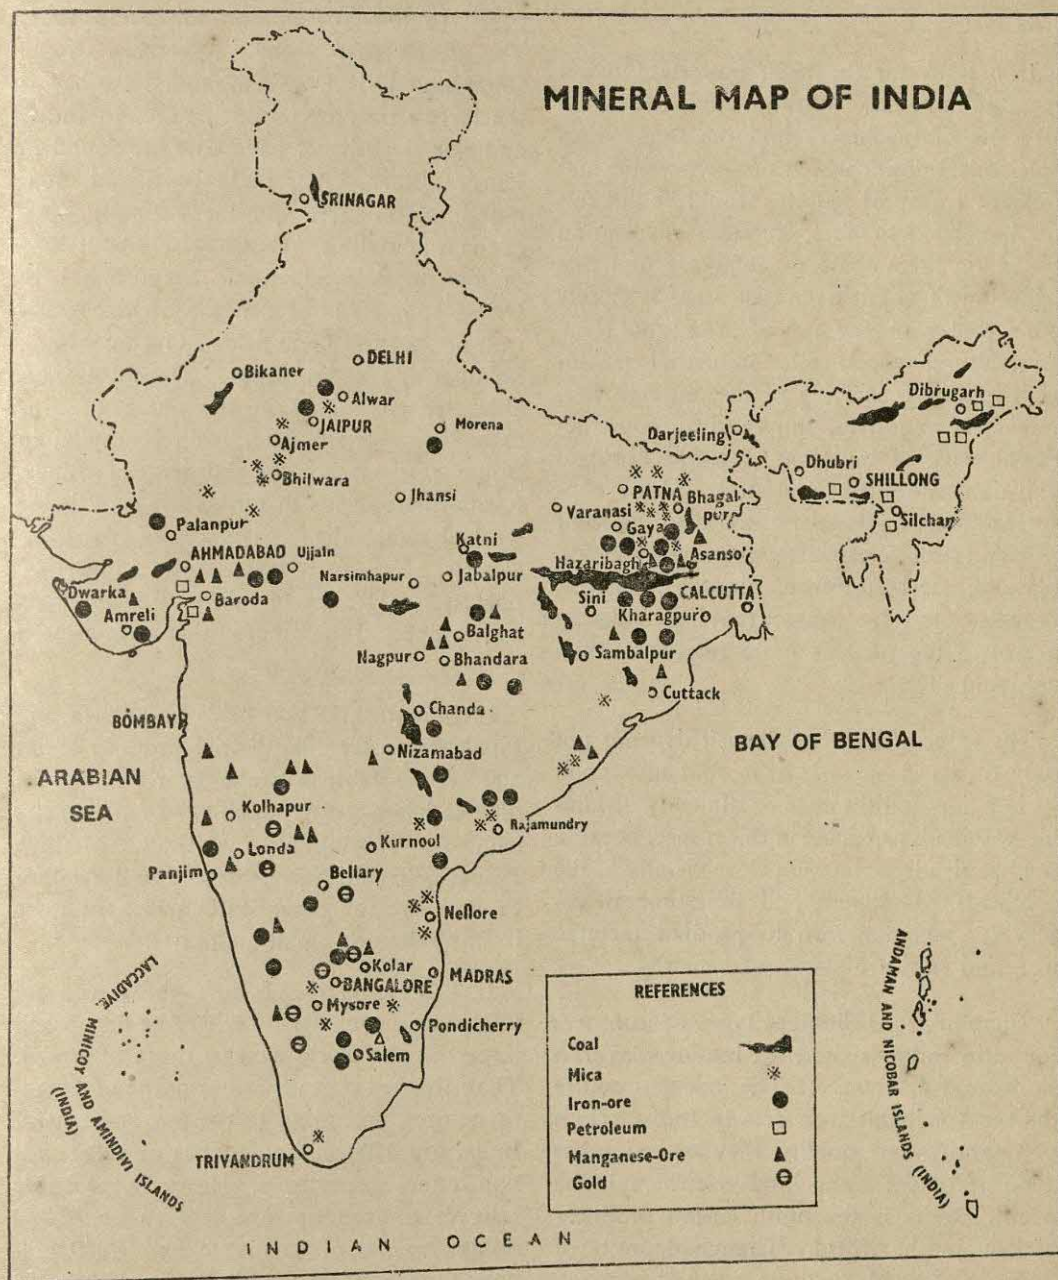 MINERAL MAP OF INDIA
SRINAGAR
DELHI
Bikaner
Alwar
JAIPUR
Morena
Ajmer
Bhilwara
Jhansi
Dibrugarh
Darjeeling
Dhubri
SHILLONG
Silchar
PATNA
Bhagal
pur
Varanasi
Gaya
Palanpur
Katni
Hazaribagh
Asansol
AHMADABAD
Ujjain
Narsimhapur
Jabalpur
Dwarka
Baroda
Sini
CALCUTTA
Amreli
Kharagpur
Balghat
Nagpur
Bhandara
Sambalpur
Cuttack
Chanda
BOMBAY
Nizamabad
BAY OF BENGAL
ARABIAN
SEA
Kolhapur
Rajamundry
Londa
Kurnool
Panjim
Bellary
Nellore
Kolar
BANGALORE
MADRAS
Mysore
Pondicherry
Salem
TRIVANDRUM
LACCADIVE, MINICOY AND AMINDIVI ISLANDS
(INDIA)
ANDAMAN AND NICOBAR ISLANDS (INDIA)
REFERENCES
Coal
Mica
Iron-ore
Petroleum
Manganese-Ore
Gold
INDIAN OCEAN